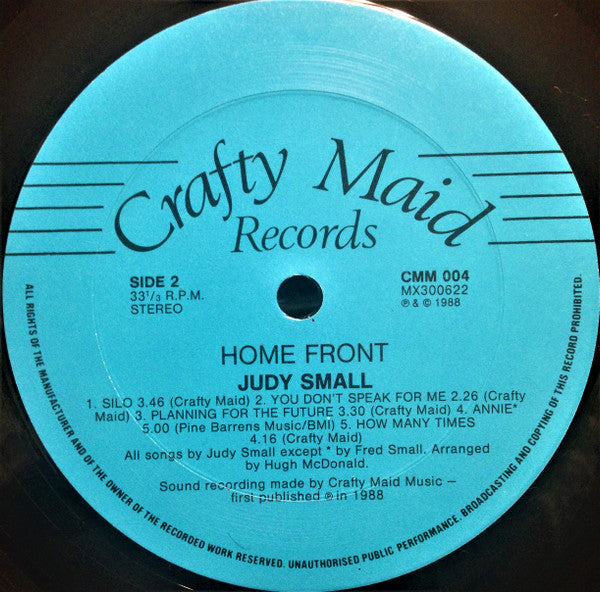 Crafty Maid
Records
SIDE 2
33¹/₃ R.P.M.
STEREO
CMM 004
MX300622
℗ & © 1988
HOME FRONT
JUDY SMALL
1. SILO 3.46 (Crafty Maid) 2. YOU DON'T SPEAK FOR ME 2.26 (Crafty
Maid) 3. PLANNING FOR THE FUTURE 3.30 (Crafty Maid) 4. ANNIE*
5.00 (Pine Barrens Music/BMI) 5. HOW MANY TIMES
4.16 (Crafty Maid)
All songs by Judy Small except * by Fred Small. Arranged
by Hugh McDonald.
Sound recording made by Crafty Maid Music –
first published ℗ in 1988
ALL RIGHTS OF THE MANUFACTURER AND OF THE OWNER OF THE RECORDED WORK RESERVED. UNAUTHORISED PUBLIC PERFORMANCE, BROADCASTING AND COPYING OF THIS RECORD PROHIBITED.